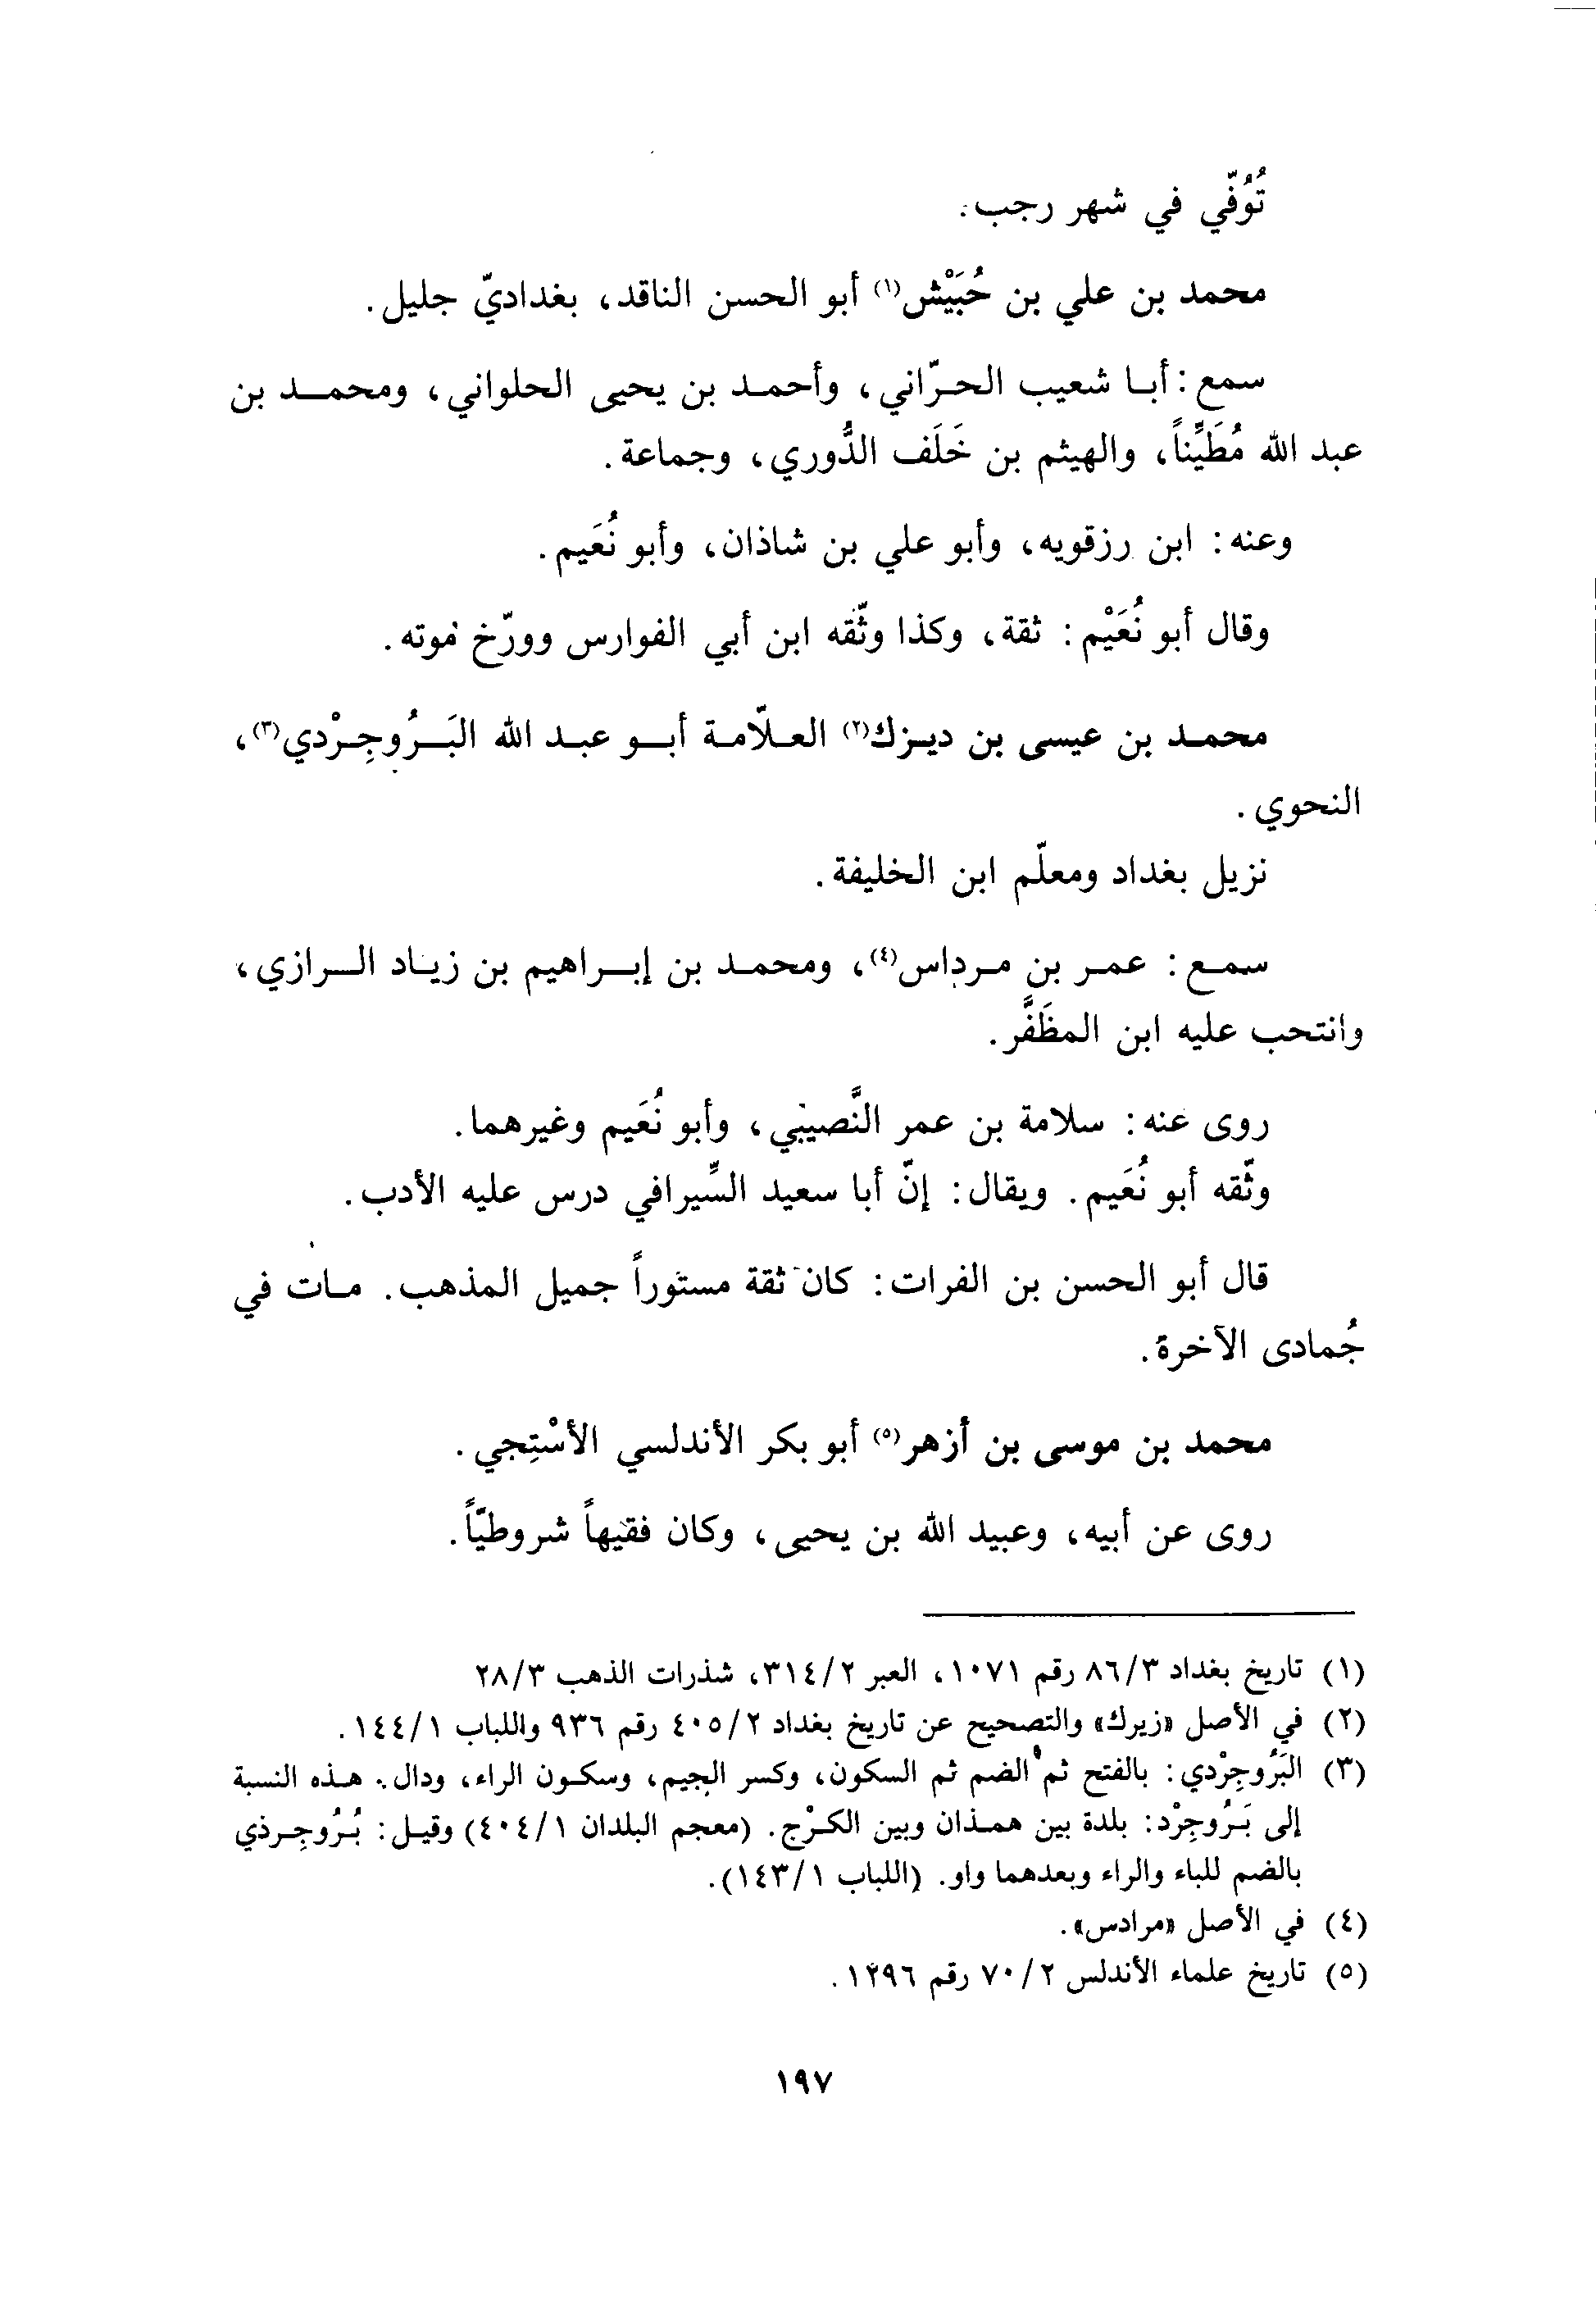 تُوُفّي في شهر رجب.
محمد بن علي بن حُبَيْش(١) أبو الحسن الناقد، بغداديّ جليل.
سمع: أبا شعيب الحرّاني، وأحمد بن يحيى الحلواني، ومحمد بن
عبد الله مُطَيَّناً، والهيثم بن خَلَف الدُّوري، وجماعة.
وعنه: ابن رزقويه، وأبو علي بن شاذان، وأبو نُعَيم.
وقال أبو نُعَيْم: ثقة، وكذا وثّقه ابن أبي الفوارس وورّخ موته.
محمد بن عيسى بن ديزك(٢) العلاّمة أبو عبد الله البَرُوجِرْدي(٣)،
النحوي.
نزيل بغداد ومعلّم ابن الخليفة.
سمع: عمر بن مرداس(٤)، ومحمد بن إبراهيم بن زياد الرازي،
وانتحب عليه ابن المظَفَّر.
روى عنه: سلامة بن عمر النَّصيبي، وأبو نُعَيم وغيرهما.
وثّقه أبو نُعَيم. ويقال: إنّ أبا سعيد السِّيرافي درس عليه الأدب.
قال أبو الحسن بن الفرات: كان ثقة مستوراً جميل المذهب. مات في
جُمادى الآخرة.
محمد بن موسى بن أزهر(٥) أبو بكر الأندلسي الأسْتِجي.
روى عن أبيه، وعبيد الله بن يحيى، وكان فقيهاً شروطيّاً.
(١) تاريخ بغداد ٨٦/٣ رقم ١٠٧١، العبر ٣١٤/٢، شذرات الذهب ٢٨/٣
(٢) في الأصل «زيرك» والتصحيح عن تاريخ بغداد ٤٠٥/٢ رقم ٩٣٦ واللباب ١٤٤/١.
(٣) البَرُوجِرْدي: بالفتح ثم الضم ثم السكون، وكسر الجيم، وسكون الراء، ودال. هذه النسبة
إلى بَرُوجِرْد: بلدة بين همذان وبين الكرْج. (معجم البلدان ٤٠٤/١) وقيل: بُرُوجِرذي
بالضم للباء والراء وبعدهما واو. (اللباب ١٤٣/١).
(٤) في الأصل «مرادس».
(٥) تاريخ علماء الأندلس ٧٠/٢ رقم ١٢٩٦.
١٩٧